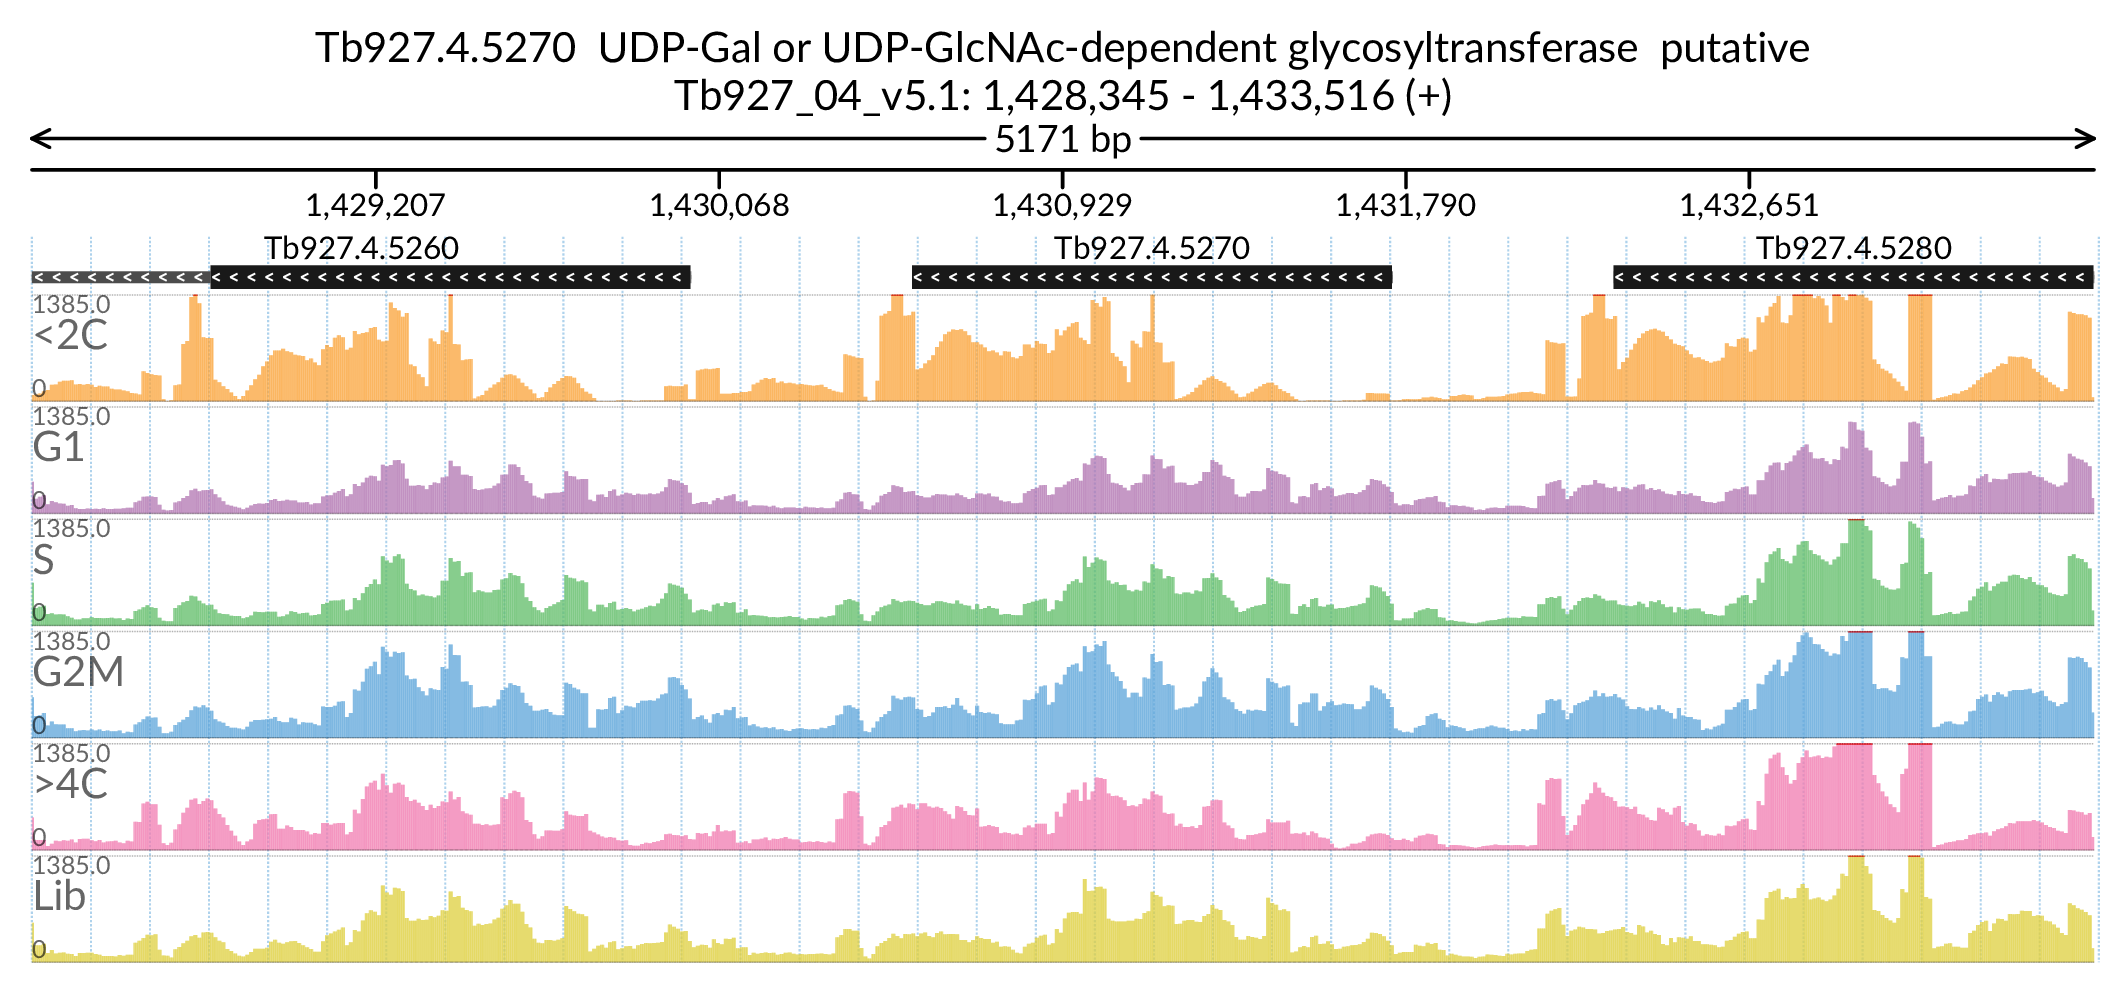 Tb927.4.5270 UDP-Gal or UDP-GlcNAc-dependent glycosyltransferase putative
Tb927_04_v5.1: 1,428,345 - 1,433,516 (+)
5171 bp
1,429,207 1,430,068 1,430,929 1,431,790 1,432,651
Tb927.4.5260 Tb927.4.5270 Tb927.4.5280
1385.0
<2C
0
1385.0
G1
0
1385.0
S
0
1385.0
G2M
0
1385.0
>4C
0
1385.0
Lib
0